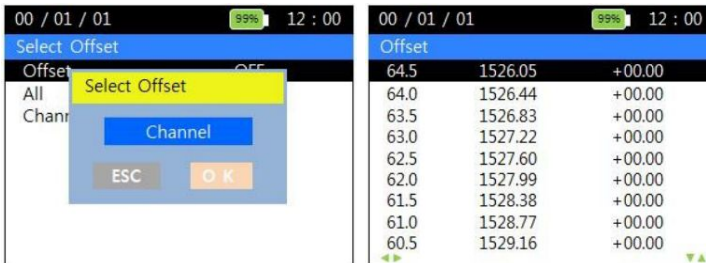 00 / 01 / 01 99% 12 : 00
Select Offset
Offset OFF
All
Select Offset
Channel
ESC O K
00 / 01 / 01 99% 12 : 00
Offset
64.5 1526.05 +00.00
64.0 1526.44 +00.00
63.5 1526.83 +00.00
63.0 1527.22 +00.00
62.5 1527.60 +00.00
62.0 1527.99 +00.00
61.5 1528.38 +00.00
61.0 1528.77 +00.00
60.5 1529.16 +00.00